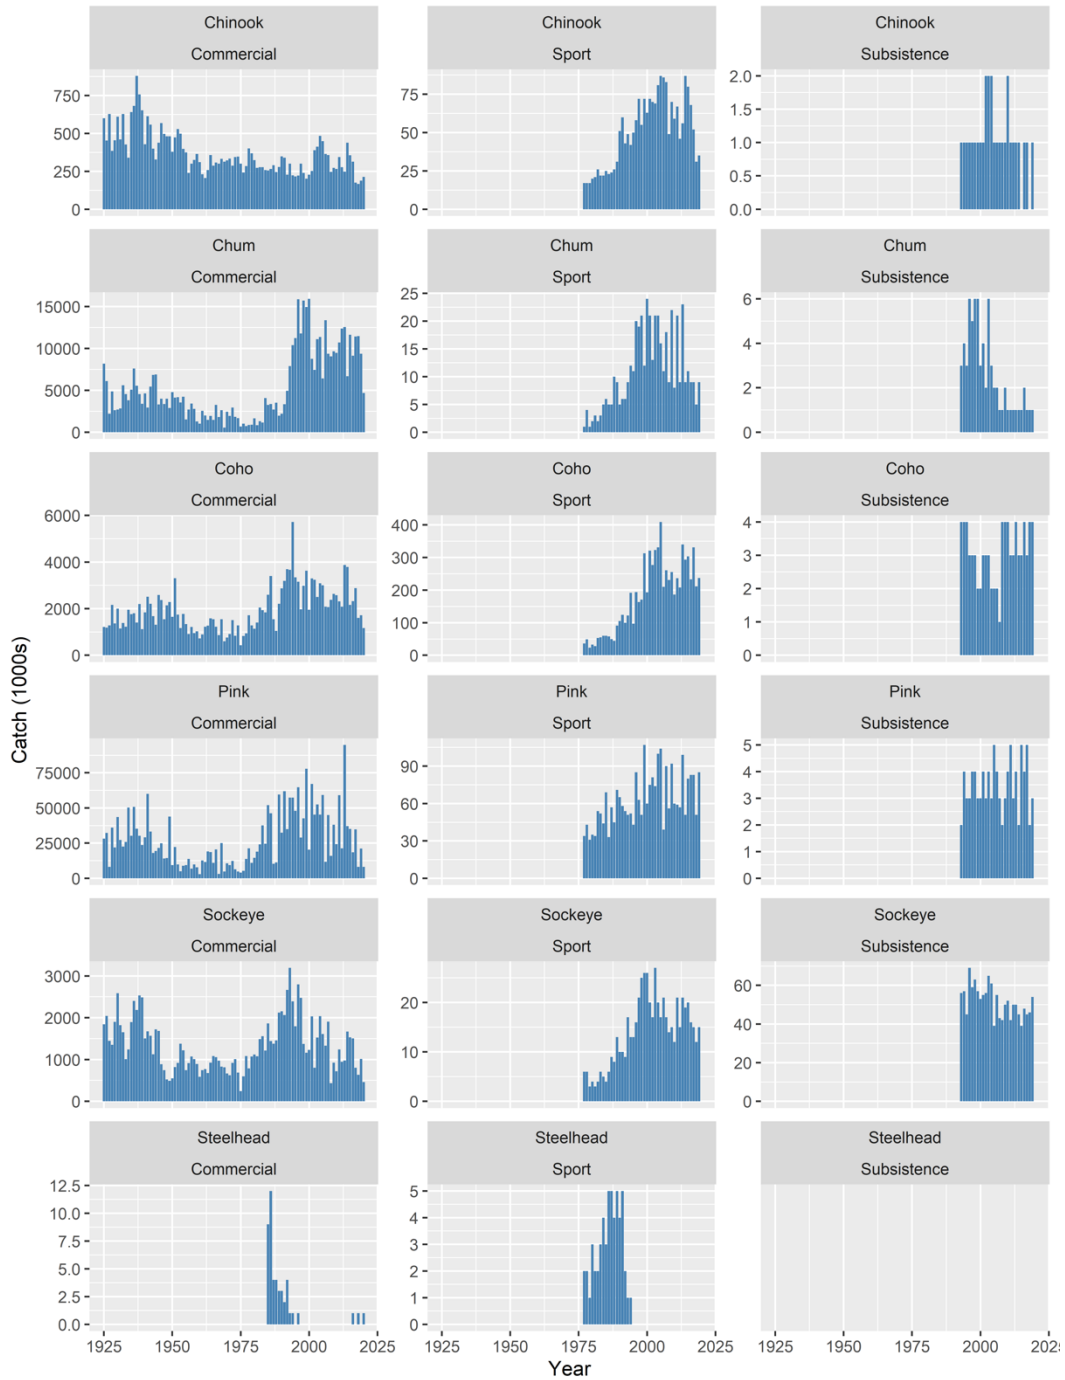 Chinook
Commercial
Chinook
Sport
Chinook
Subsistence
750
500
250
0
75
50
25
0
2.0
1.5
1.0
0.5
0.0
Chum
Commercial
Chum
Sport
Chum
Subsistence
15000
10000
5000
0
25
20
15
10
5
0
6
4
2
0
Coho
Commercial
Coho
Sport
Coho
Subsistence
6000
4000
2000
0
400
300
200
100
0
4
3
2
1
0
Catch (1000s)
Pink
Commercial
Pink
Sport
Pink
Subsistence
75000
50000
25000
0
90
60
30
0
5
4
3
2
1
0
Sockeye
Commercial
Sockeye
Sport
Sockeye
Subsistence
3000
2000
1000
0
20
10
0
60
40
20
0
Steelhead
Commercial
Steelhead
Sport
Steelhead
Subsistence
12.5
10.0
7.5
5.0
2.5
0.0
5
4
3
2
1
0
1925 1950 1975 2000 2025
1925 1950 1975 2000 2025
1925 1950 1975 2000 202
Year